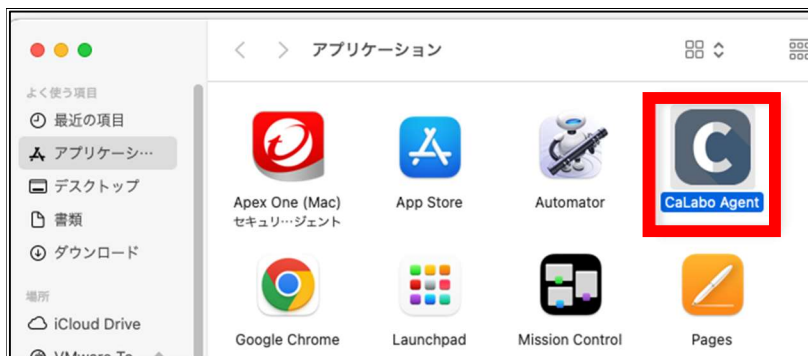 アプリケーション
よく使う項目
最近の項目
アプリケーシ…
デスクトップ
書類
ダウンロード
場所
iCloud Drive
VMware To…
Apex One (Mac)
セキュリ…ジェント
App Store
Automator
CaLabo Agent
Google Chrome
Launchpad
Mission Control
Pages